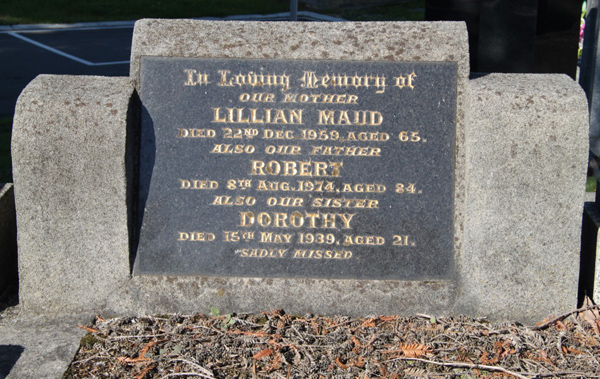 In Loving Memory of
OUR MOTHER
LILLIAN MAUD
DIED 22ND DEC 1959, AGED 65.
ALSO OUR FATHER
ROBERT
DIED 8TH AUG. 1974, AGED 84.
ALSO OUR SISTER
DOROTHY
DIED 15TH MAY 1939, AGED 21.
SADLY MISSED